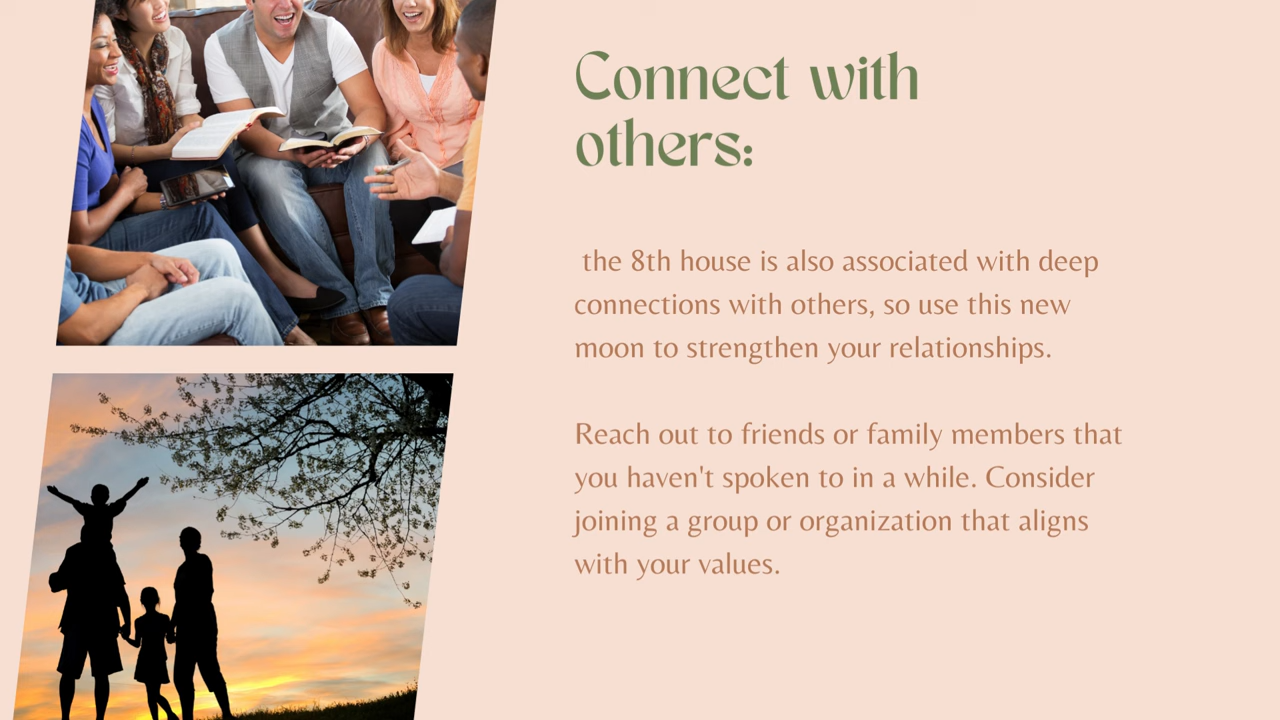 Connect with
others:
the 8th house is also associated with deep
connections with others, so use this new
moon to strengthen your relationships.
Reach out to friends or family members that
you haven't spoken to in a while. Consider
joining a group or organization that aligns
with your values.